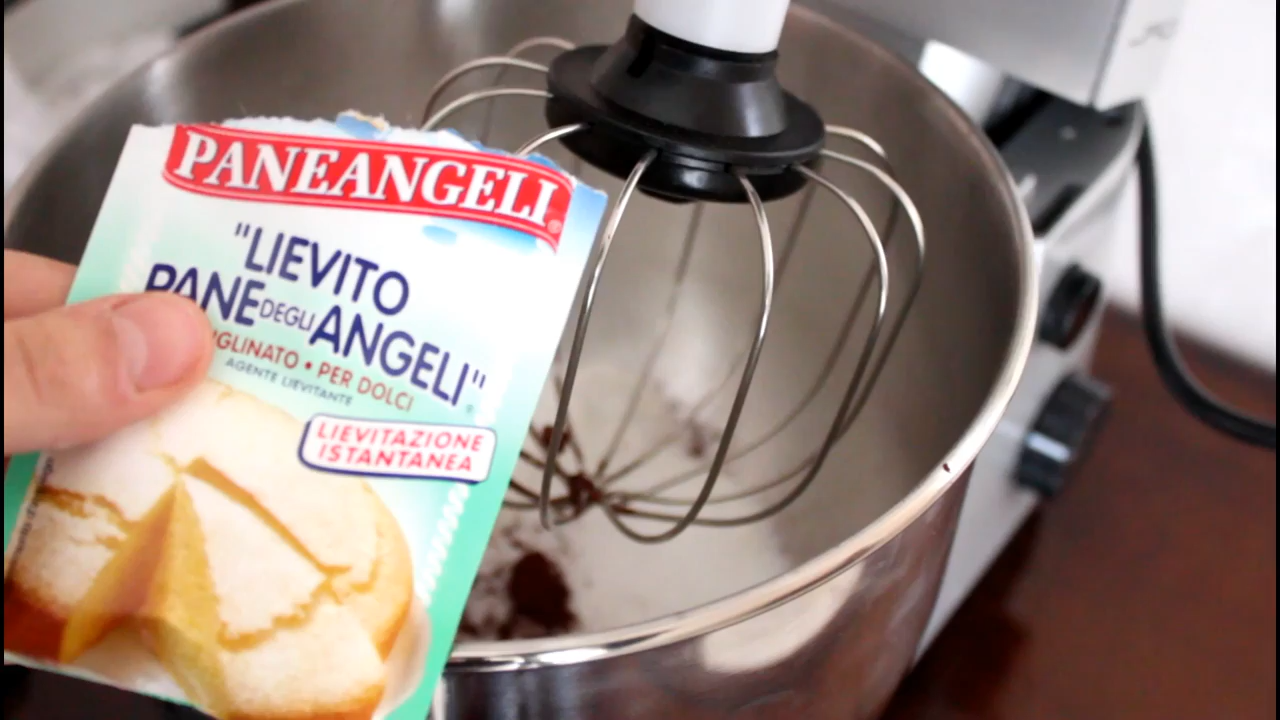 PANEANGELI
"LIEVITO
PANE DEGLI ANGELI"
PER DOLCI
AGENTE LIEVITANTE
LIEVITAZIONE
ISTANTANEA